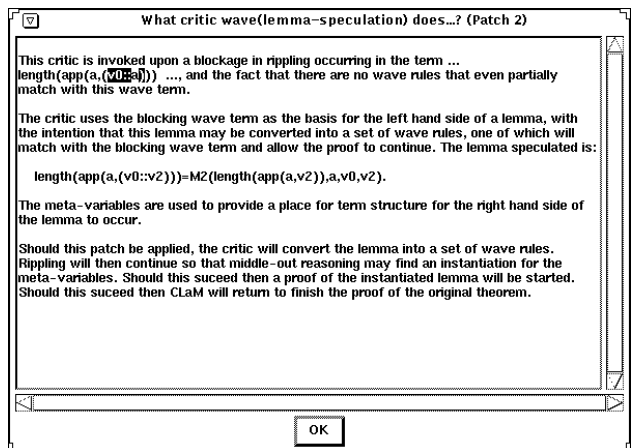 What critic wave(lemma-speculation) does...? (Patch 2)
This critic is invoked upon a blockage in rippling occurring in the term ...
length(app(a,(v0::a))) ..., and the fact that there are no wave rules that even partially
match with this wave term.
The critic uses the blocking wave term as the basis for the left hand side of a lemma, with
the intention that this lemma may be converted into a set of wave rules, one of which will
match with the blocking wave term and allow the proof to continue. The lemma speculated is:
length(app(a,(v0::v2)))=M2(length(app(a,v2)),a,v0,v2).
The meta-variables are used to provide a place for term structure for the right hand side of
the lemma to occur.
Should this patch be applied, the critic will convert the lemma into a set of wave rules.
Rippling will then continue so that middle-out reasoning may find an instantiation for the
meta-variables. Should this suceed then a proof of the instantiated lemma will be started.
Should this suceed then CLaM will return to finish the proof of the original theorem.
OK